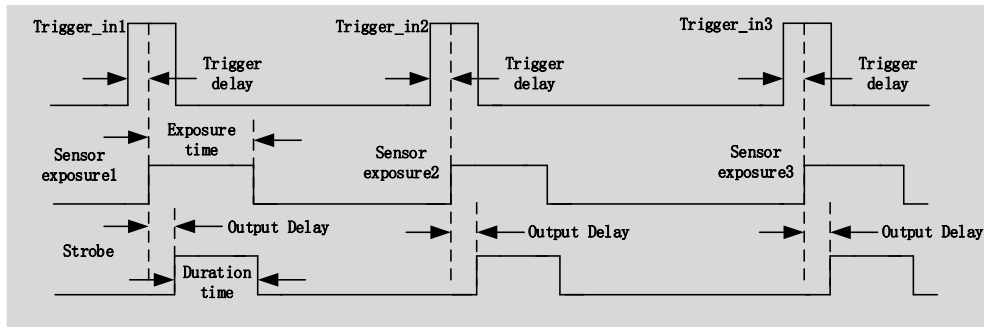 Trigger_in1
Trigger_in2
Trigger_in3
Trigger
delay
Trigger
delay
Trigger
delay
Exposure
time
Sensor
exposure1
Sensor
exposure2
Sensor
exposure3
Output Delay
Output Delay
Output Delay
Strobe
Duration
time